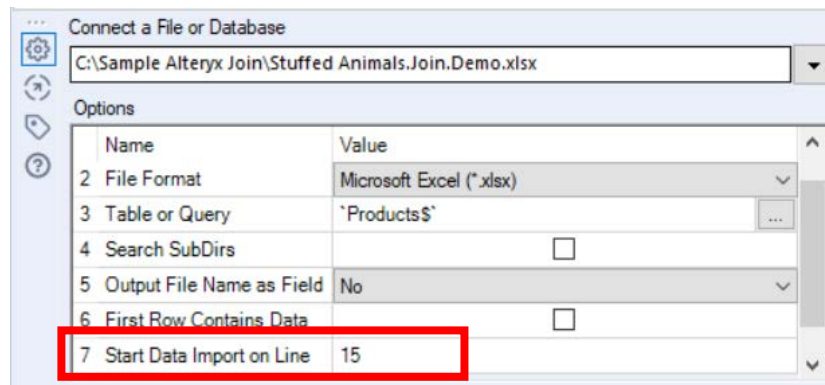 Connect a File or Database
C:\Sample Alteryx Join\Stuffed Animals.Join.Demo.xlsx
Options
Name Value
2 File Format Microsoft Excel (*.xlsx)
3 Table or Query `Products$` ...
4 Search SubDirs
5 Output File Name as Field No
6 First Row Contains Data
7 Start Data Import on Line 15